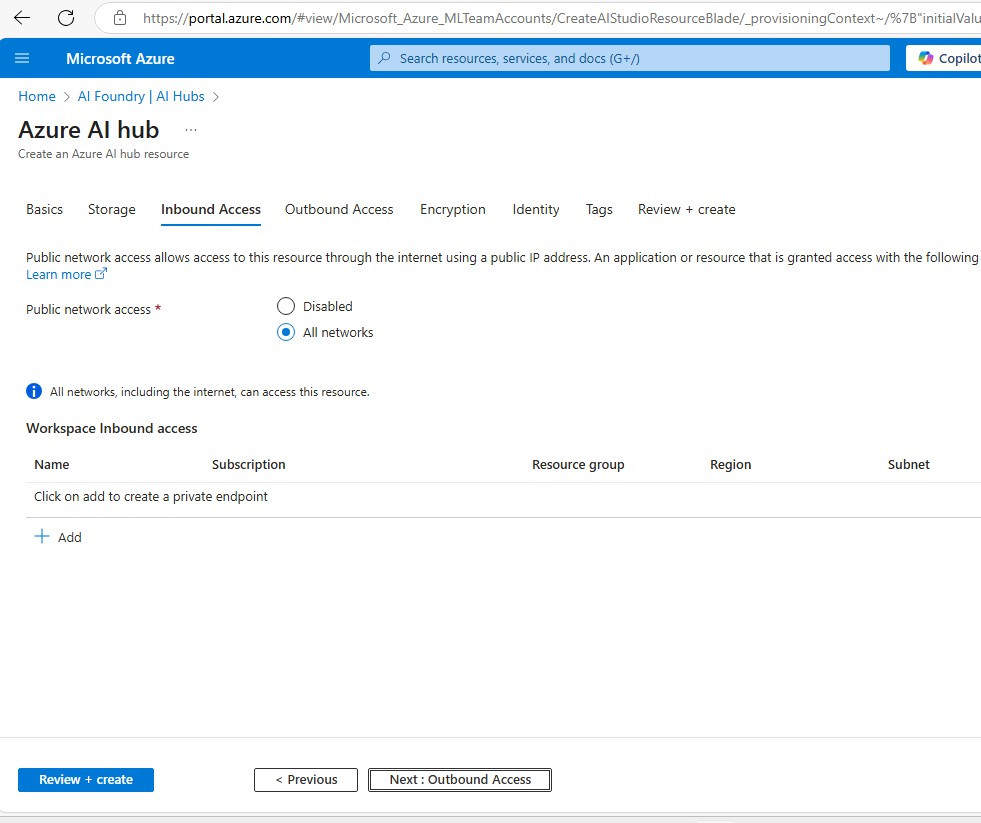 https://portal.azure.com/#view/Microsoft_Azure_MLTeamAccounts/CreateAIStudioResourceBlade/_provisioningContext~/%7B"initialValu
Microsoft Azure
Search resources, services, and docs (G+/)
Copilot
Home > AI Foundry | AI Hubs >
Azure AI hub ...
Create an Azure AI hub resource
Basics Storage Inbound Access Outbound Access Encryption Identity Tags Review + create
Public network access allows access to this resource through the internet using a public IP address. An application or resource that is granted access with the following
Learn more
Public network access *
Disabled
All networks
All networks, including the internet, can access this resource.
Workspace Inbound access
Name Subscription Resource group Region Subnet
Click on add to create a private endpoint
+ Add
Review + create < Previous Next : Outbound Access